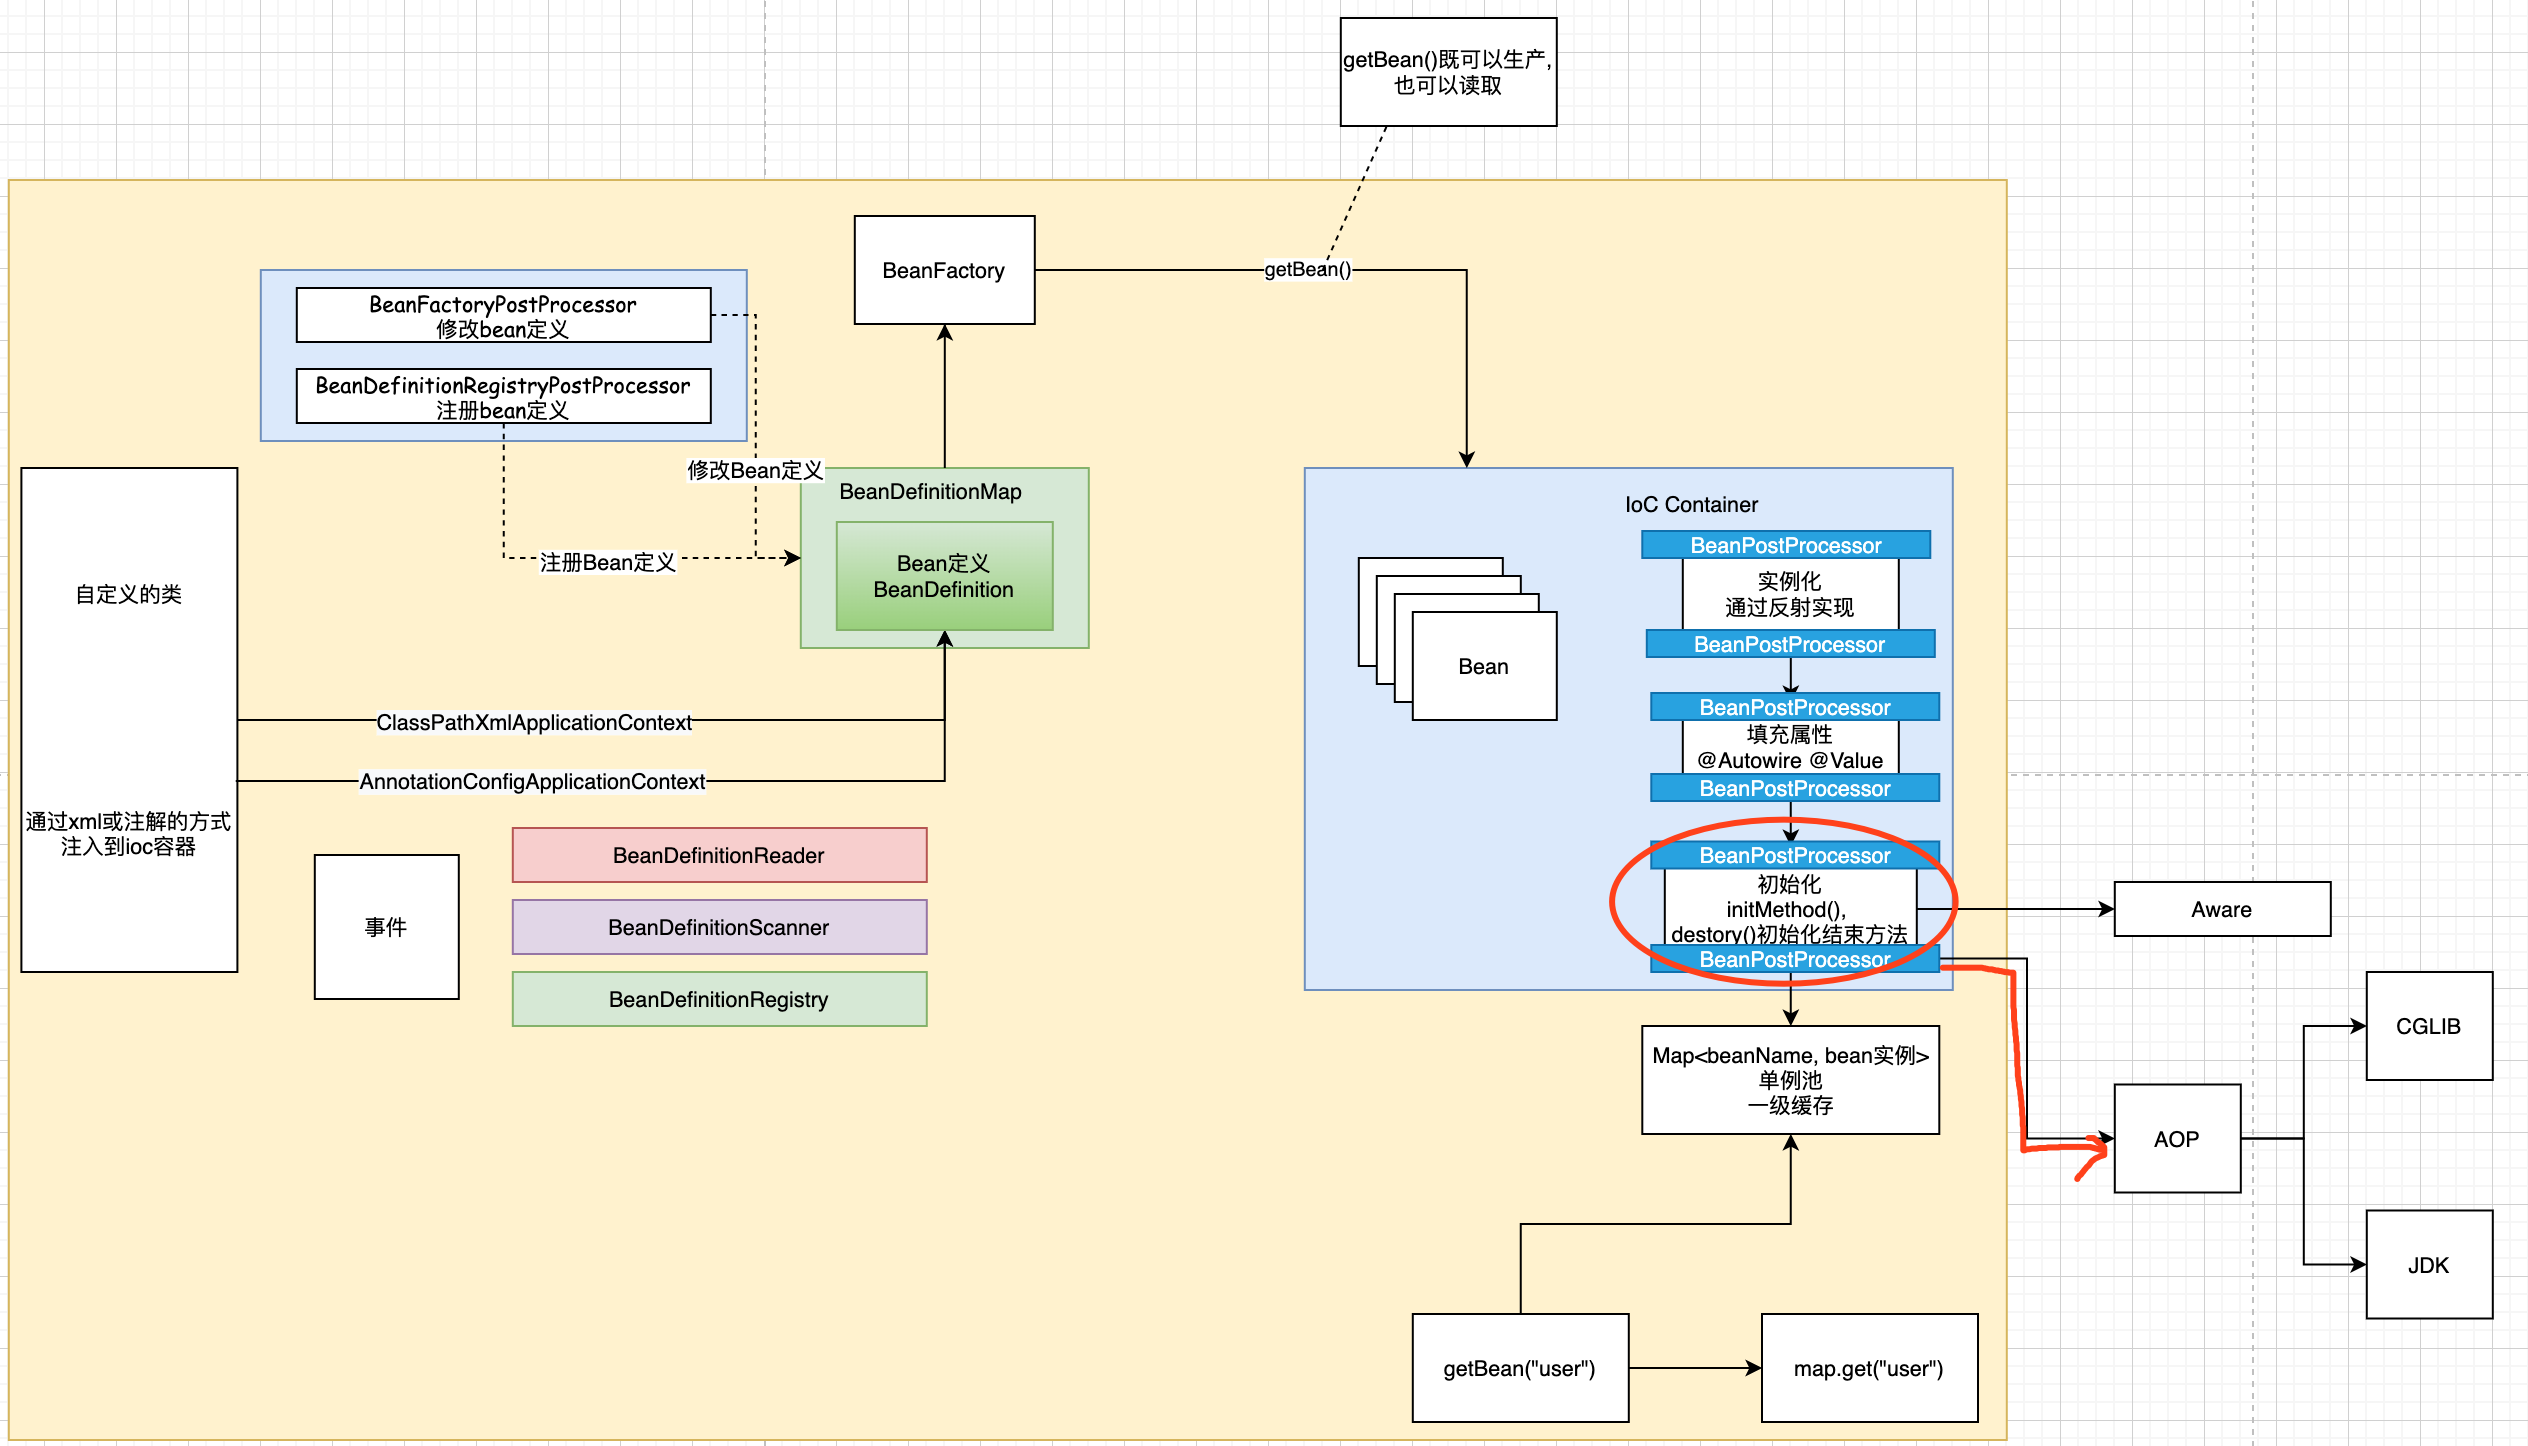 getBean()既可以生产,
也可以读取
BeanFactory
getBean()
BeanFactoryPostProcessor
修改bean定义
BeanDefinitionRegistryPostProcessor
注册bean定义
修改Bean定义
注册Bean定义
BeanDefinitionMap
Bean定义
BeanDefinition
自定义的类
通过xml或注解的方式
注入到ioc容器
ClassPathXmlApplicationContext
AnnotationConfigApplicationContext
事件
BeanDefinitionReader
BeanDefinitionScanner
BeanDefinitionRegistry
IoC Container
Bean
BeanPostProcessor
实例化
通过反射实现
BeanPostProcessor
BeanPostProcessor
填充属性
@Autowire @Value
BeanPostProcessor
BeanPostProcessor
初始化
initMethod(),
destory()初始化结束方法
BeanPostProcessor
Map<beanName, bean实例>
单例池
一级缓存
getBean("user")
map.get("user")
Aware
AOP
CGLIB
JDK